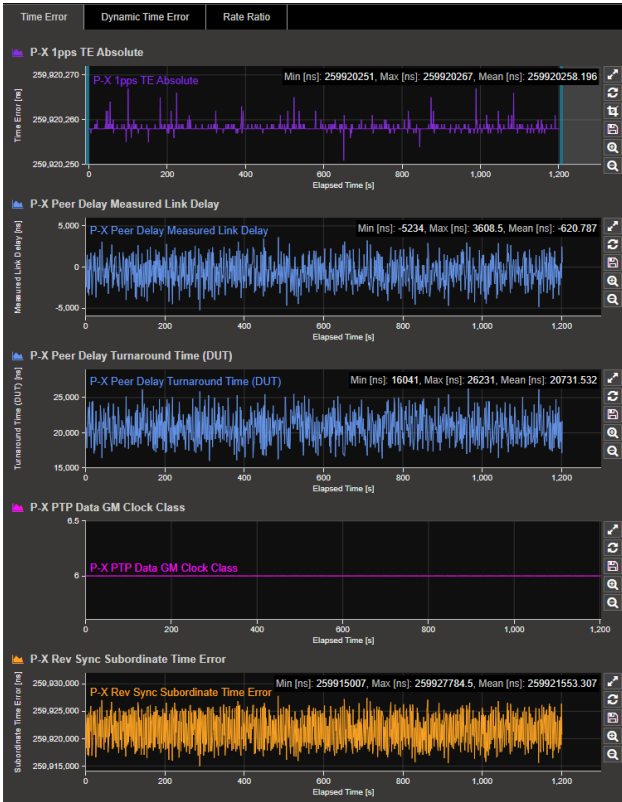 Time Error Dynamic Time Error Rate Ratio
P-X 1pps TE Absolute
P-X 1pps TE Absolute Min [ns]: 259920251, Max [ns]: 259920267, Mean [ns]: 259920258.196
Time Error [ns]
259,920,270
259,920,260
259,920,250
0 200 400 600 800 1,000 1,200
Elapsed Time [s]
P-X Peer Delay Measured Link Delay
P-X Peer Delay Measured Link Delay Min [ns]: -5234, Max [ns]: 3608.5, Mean [ns]: -620.787
Measured Link Delay [ns]
5,000
0
-5,000
0 200 400 600 800 1,000 1,200
Elapsed Time [s]
P-X Peer Delay Turnaround Time (DUT)
P-X Peer Delay Turnaround Time (DUT) Min [ns]: 16041, Max [ns]: 26231, Mean [ns]: 20731.532
Turnaround Time (DUT) [ns]
25,000
20,000
15,000
0 200 400 600 800 1,000 1,200
Elapsed Time [s]
P-X PTP Data GM Clock Class
6.5
P-X PTP Data GM Clock Class
6
0 200 400 600 800 1,000 1,200
Elapsed Time [s]
P-X Rev Sync Subordinate Time Error
P-X Rev Sync Subordinate Time Error Min [ns]: 259915007, Max [ns]: 259927784.5, Mean [ns]: 259921553.307
Subordinate Time Error [ns]
259,930,000
259,925,000
259,920,000
259,915,000
0 200 400 600 800 1,000 1,200
Elapsed Time [s]